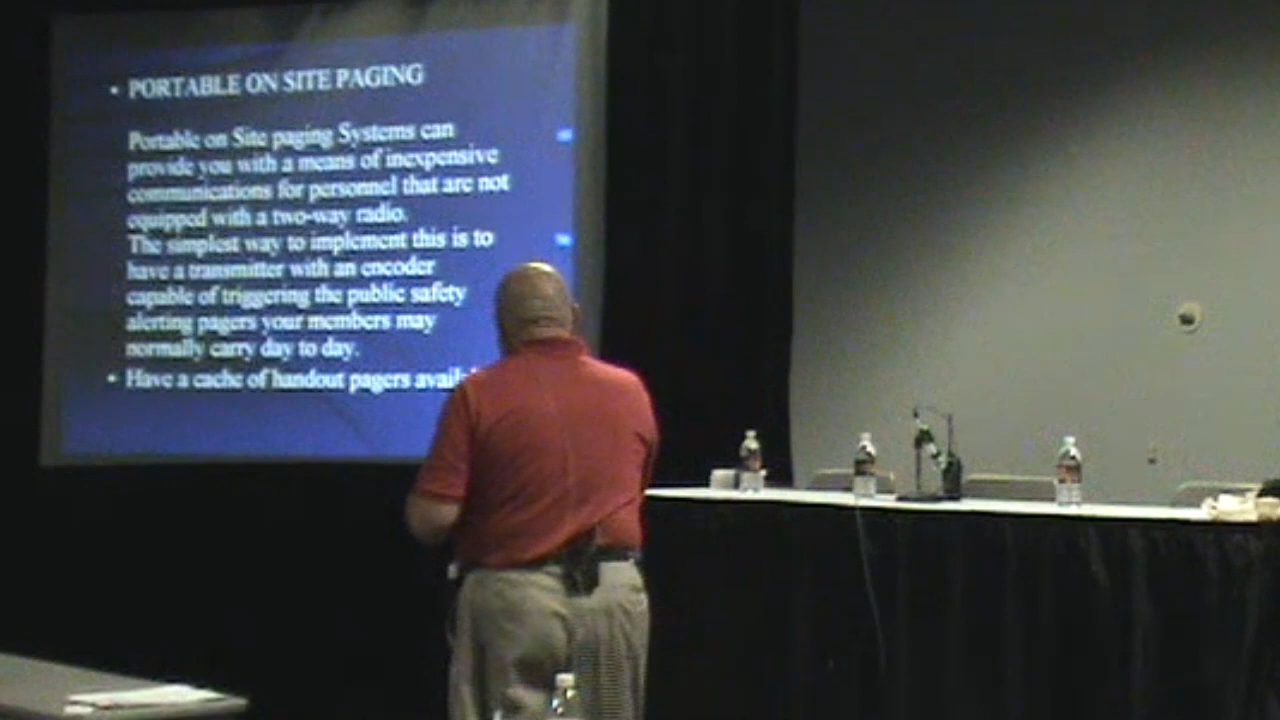 • PORTABLE ON SITE PAGING
Portable on Site paging Systems can
provide you with a means of inexpensive
communications for personnel that are not
equipped with a two-way radio.
The simplest way to implement this is to
have a transmitter with an encoder
capable of triggering the public safety
alerting pagers your members may
normally carry day to day.
• Have a cache of handout pagers